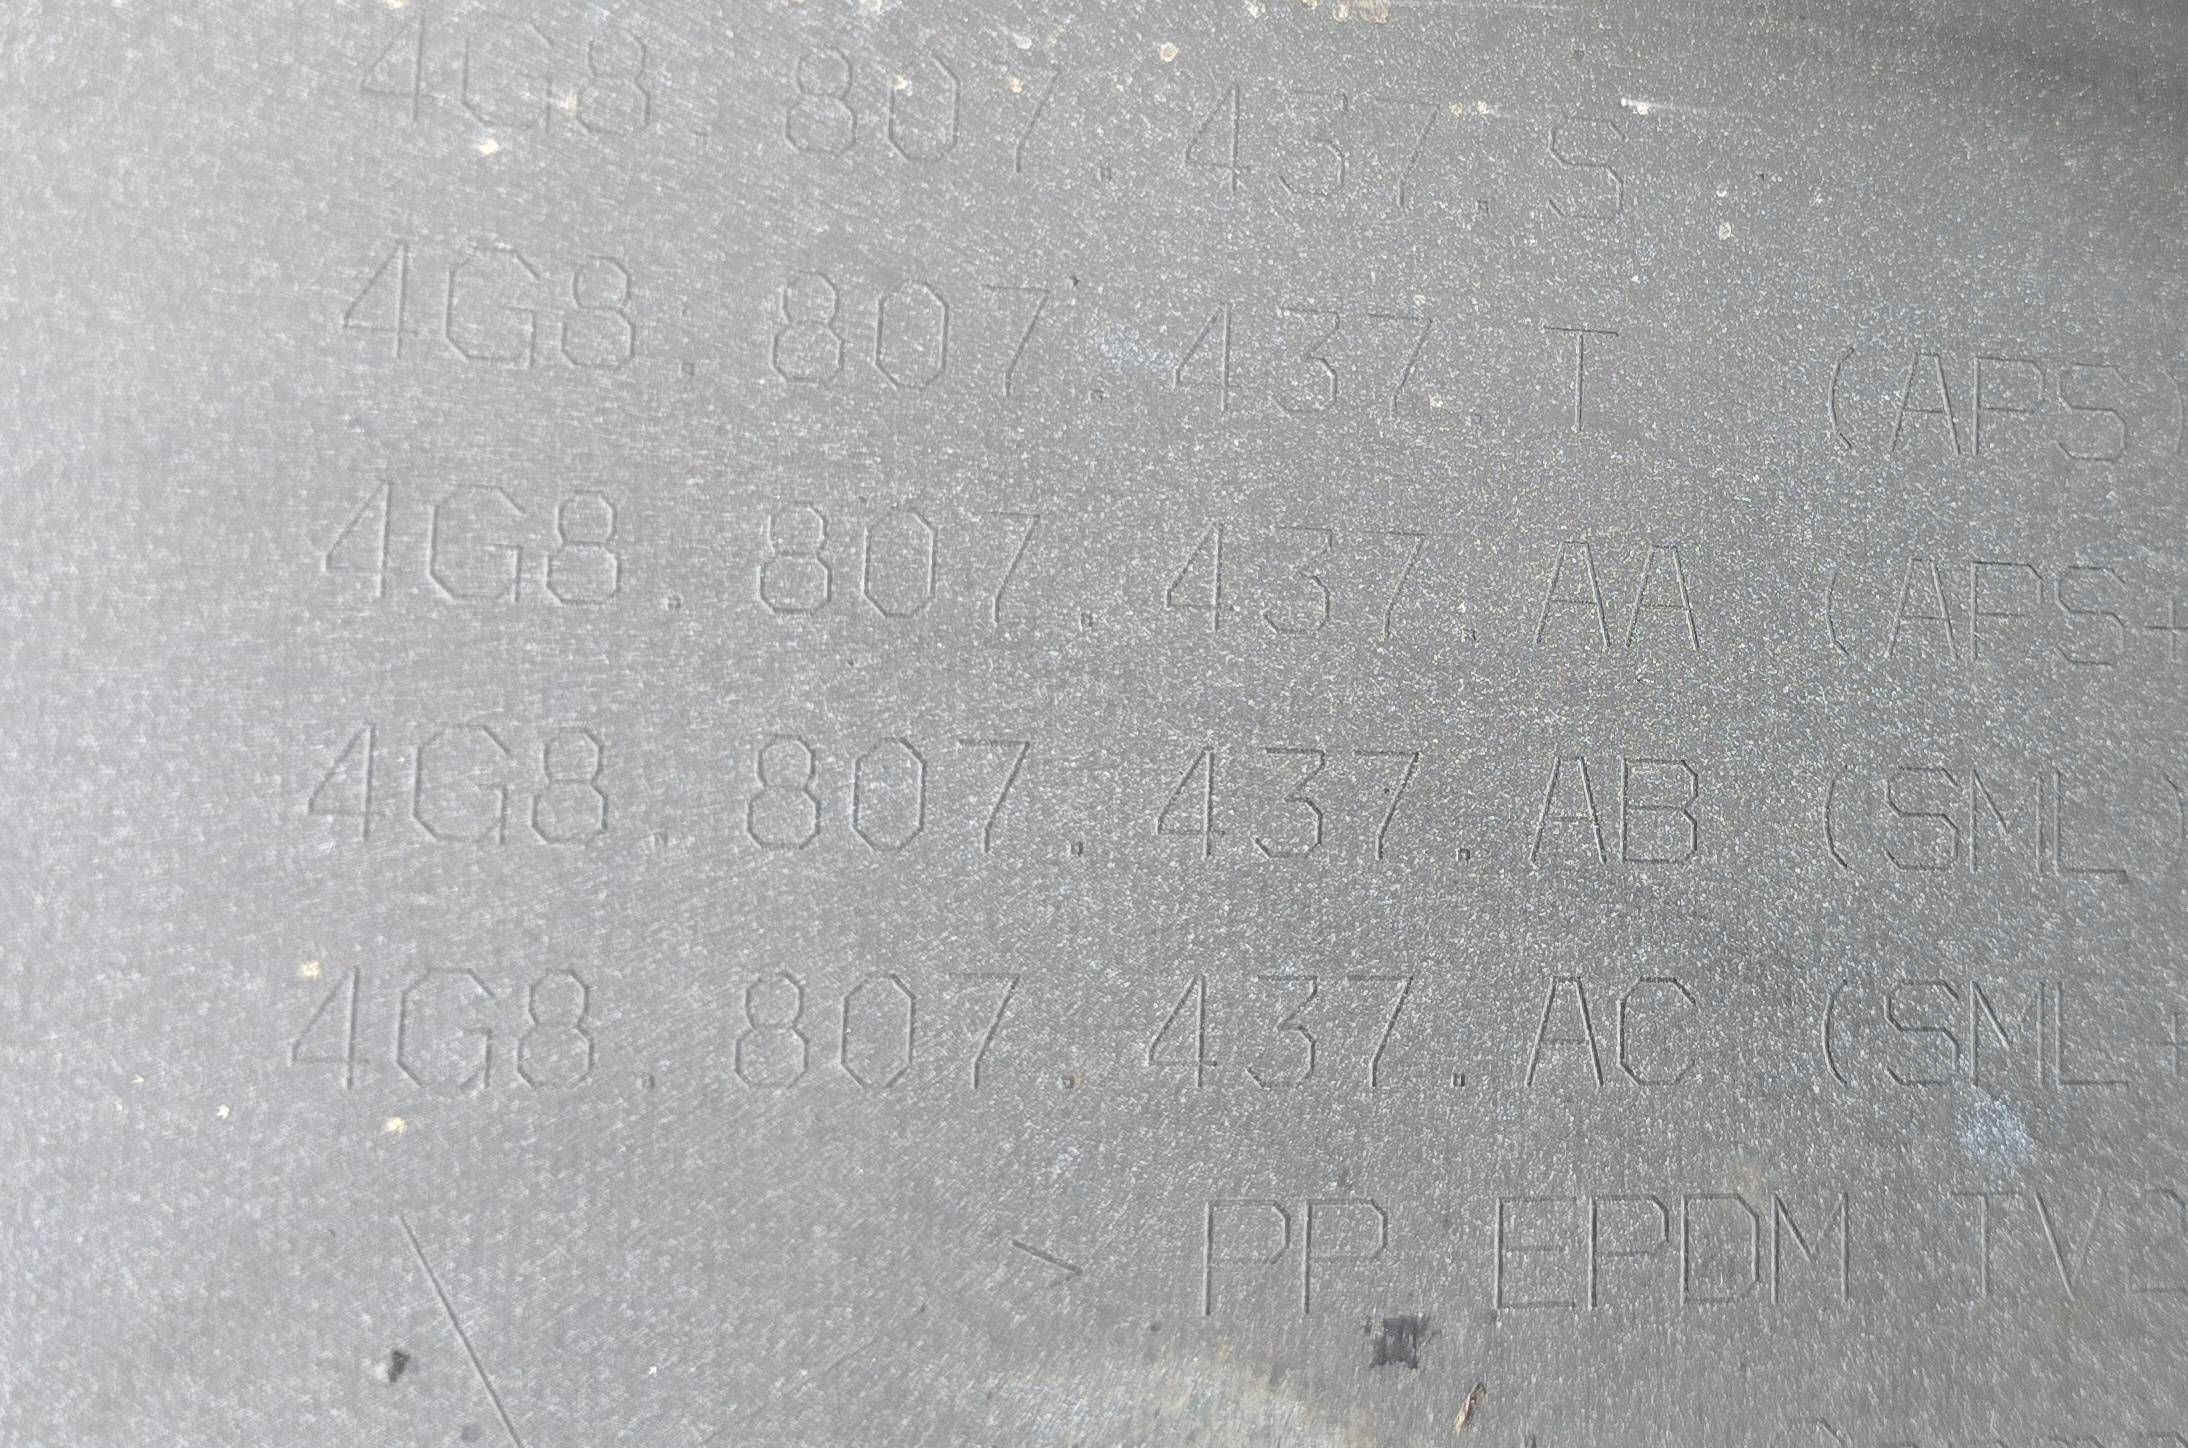 4G8.807.437.S
4G8.807.437.T (APS)
4G8.807.437.AA (APS+
4G8.807.437.AB (SML)
4G8.807.437.AC (SML+
> PP EPDM